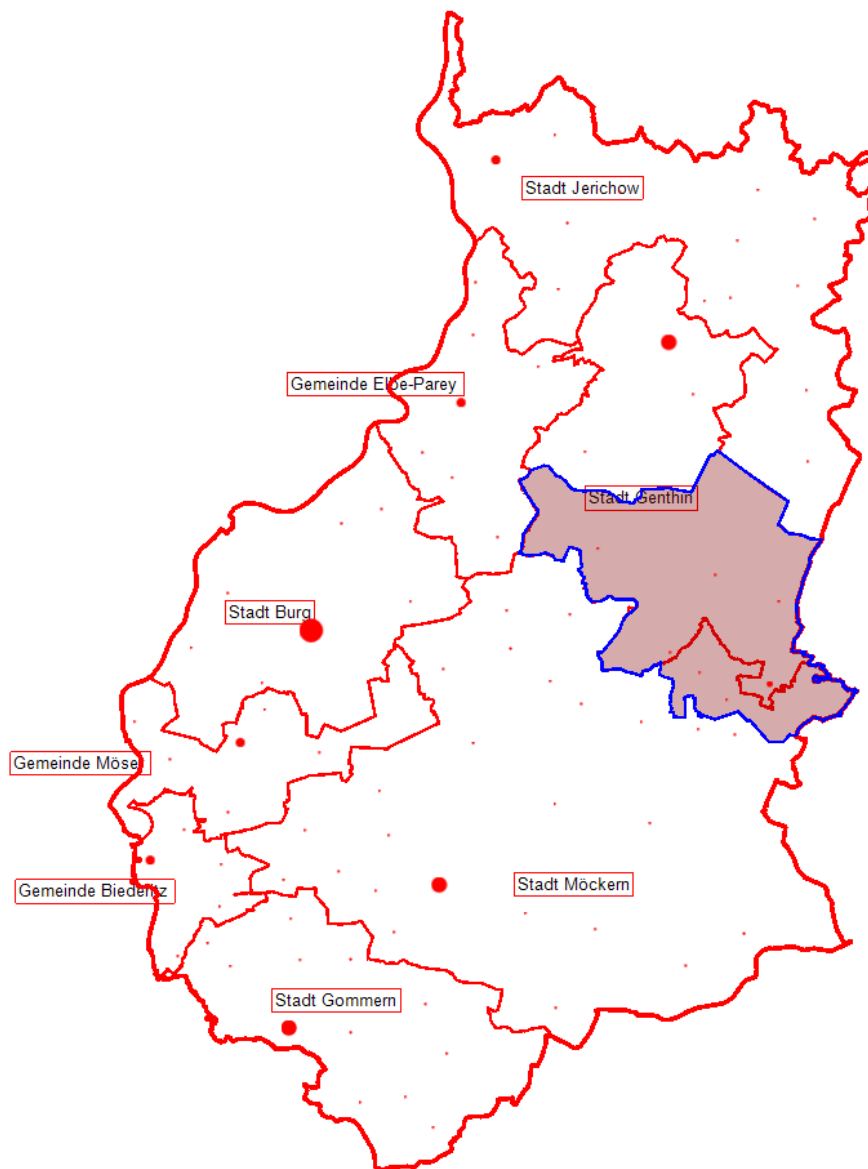 Stadt Jerichow
Gemeinde Elbe-Parey
Stadt Genthin
Stadt Burg
Gemeinde Möser
Gemeinde Biederitz
Stadt Möckern
Stadt Gommern